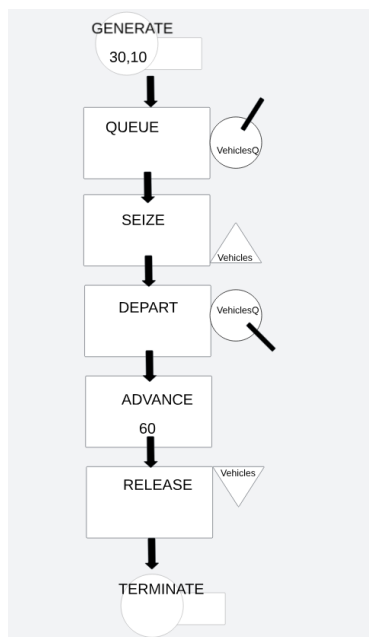 GENERATE
30,10
QUEUE
VehiclesQ
SEIZE
Vehicles
DEPART
VehiclesQ
ADVANCE
60
Vehicles
RELEASE
TERMINATE